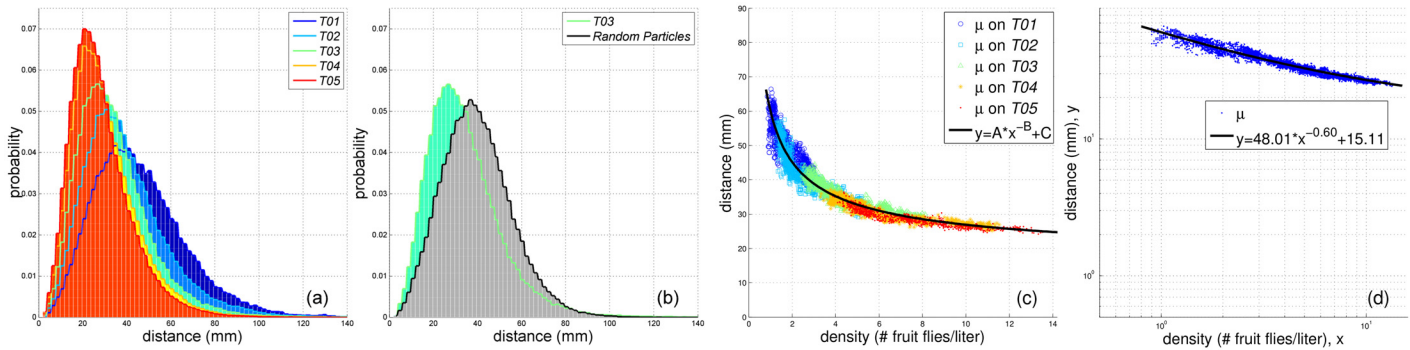 0.07
0.06
0.05
0.04
0.03
0.02
0.01
0
probability
0 20 40 60 80 100 120 140
distance (mm)
T01
T02
T03
T04
T05
(a)
0.07
0.06
0.05
0.04
0.03
0.02
0.01
0
probability
0 20 40 60 80 100 120 140
distance (mm)
T03
Random Particles
(b)
90
80
70
60
50
40
30
20
10
0
distance (mm)
0 2 4 6 8 10 12 14
density (# fruit flies/liter)
μ on T01
μ on T02
μ on T03
μ on T04
μ on T05
y=A*x^−B+C
(c)
10^1
10^0
distance (mm), y
10^0 10^1
density (# fruit flies/liter), x
μ
y=48.01*x^−0.60+15.11
(d)